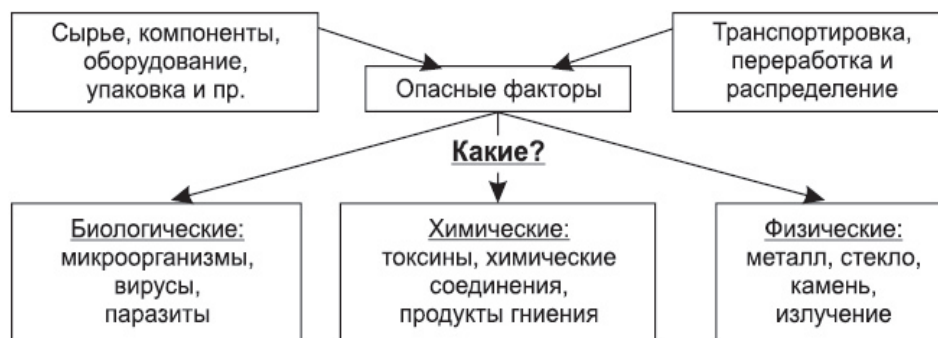 Сырье, компоненты,
оборудование,
упаковка и пр.
Транспортировка,
переработка и
распределение
Опасные факторы
Какие?
Биологические:
микроорганизмы,
вирусы,
паразиты
Химические:
токсины, химические
соединения,
продукты гниения
Физические:
металл, стекло,
камень,
излучение